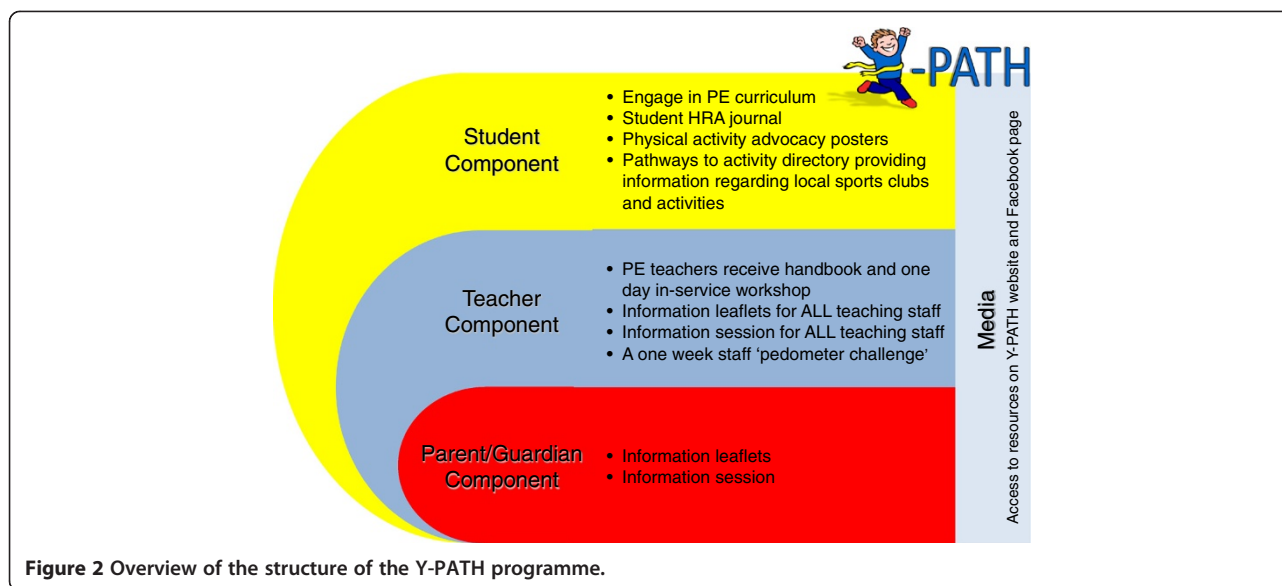 -PATH
Student
Component
• Engage in PE curriculum
• Student HRA journal
• Physical activity advocacy posters
• Pathways to activity directory providing
information regarding local sports clubs
and activities
Teacher
Component
• PE teachers receive handbook and one
day in-service workshop
• Information leaflets for ALL teaching staff
• Information session for ALL teaching staff
• A one week staff ‘pedometer challenge’
Parent/Guardian
Component
• Information leaflets
• Information session
Media
Access to resources on Y-PATH website and Facebook page
Figure 2 Overview of the structure of the Y-PATH programme.